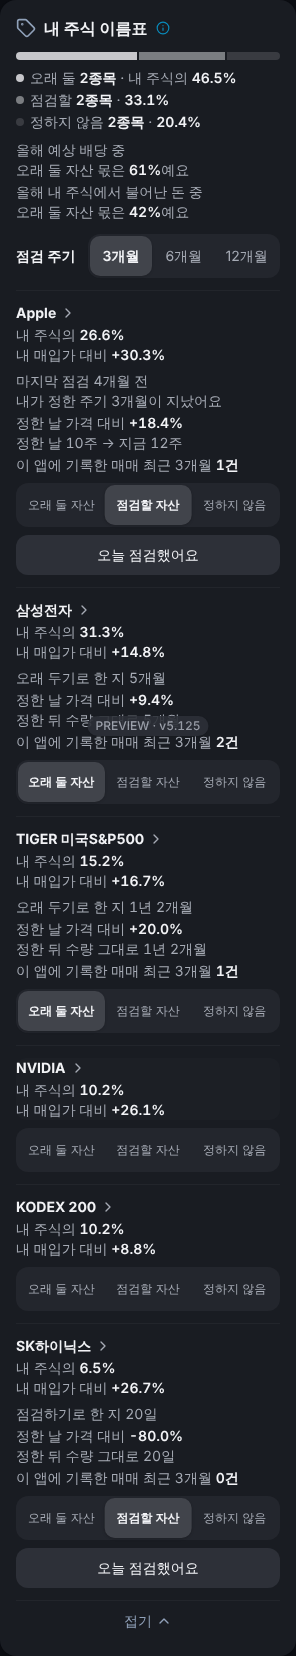 내 주식 이름표
오래 둘 2종목 · 내 주식의 46.5%
점검할 2종목 · 33.1%
정하지 않음 2종목 · 20.4%
올해 예상 배당 중
오래 둘 자산 몫은 61%예요
올해 내 주식에서 불어난 돈 중
오래 둘 자산 몫은 42%예요
점검 주기 3개월 6개월 12개월
Apple
내 주식의 26.6%
내 매입가 대비 +30.3%
마지막 점검 4개월 전
내가 정한 주기 3개월이 지났어요
정한 날 가격 대비 +18.4%
정한 날 10주 → 지금 12주
이 앱에 기록한 매매 최근 3개월 1건
오래 둘 자산 점검할 자산 정하지 않음
오늘 점검했어요
삼성전자
내 주식의 31.3%
내 매입가 대비 +14.8%
오래 두기로 한 지 5개월
정한 날 가격 대비 +9.4%
정한 뒤
PREVIEW · v5.125
이 앱에 기록한 매매 최근 3개월 2건
오래 둘 자산 점검할 자산 정하지 않음
TIGER 미국S&P500
내 주식의 15.2%
내 매입가 대비 +16.7%
오래 두기로 한 지 1년 2개월
정한 날 가격 대비 +20.0%
정한 뒤 수량 그대로 1년 2개월
이 앱에 기록한 매매 최근 3개월 1건
오래 둘 자산 점검할 자산 정하지 않음
NVIDIA
내 주식의 10.2%
내 매입가 대비 +26.1%
오래 둘 자산 점검할 자산 정하지 않음
KODEX 200
내 주식의 10.2%
내 매입가 대비 +8.8%
오래 둘 자산 점검할 자산 정하지 않음
SK하이닉스
내 주식의 6.5%
내 매입가 대비 +26.7%
점검하기로 한 지 20일
정한 날 가격 대비 -80.0%
정한 뒤 수량 그대로 20일
이 앱에 기록한 매매 최근 3개월 0건
오래 둘 자산 점검할 자산 정하지 않음
오늘 점검했어요
접기